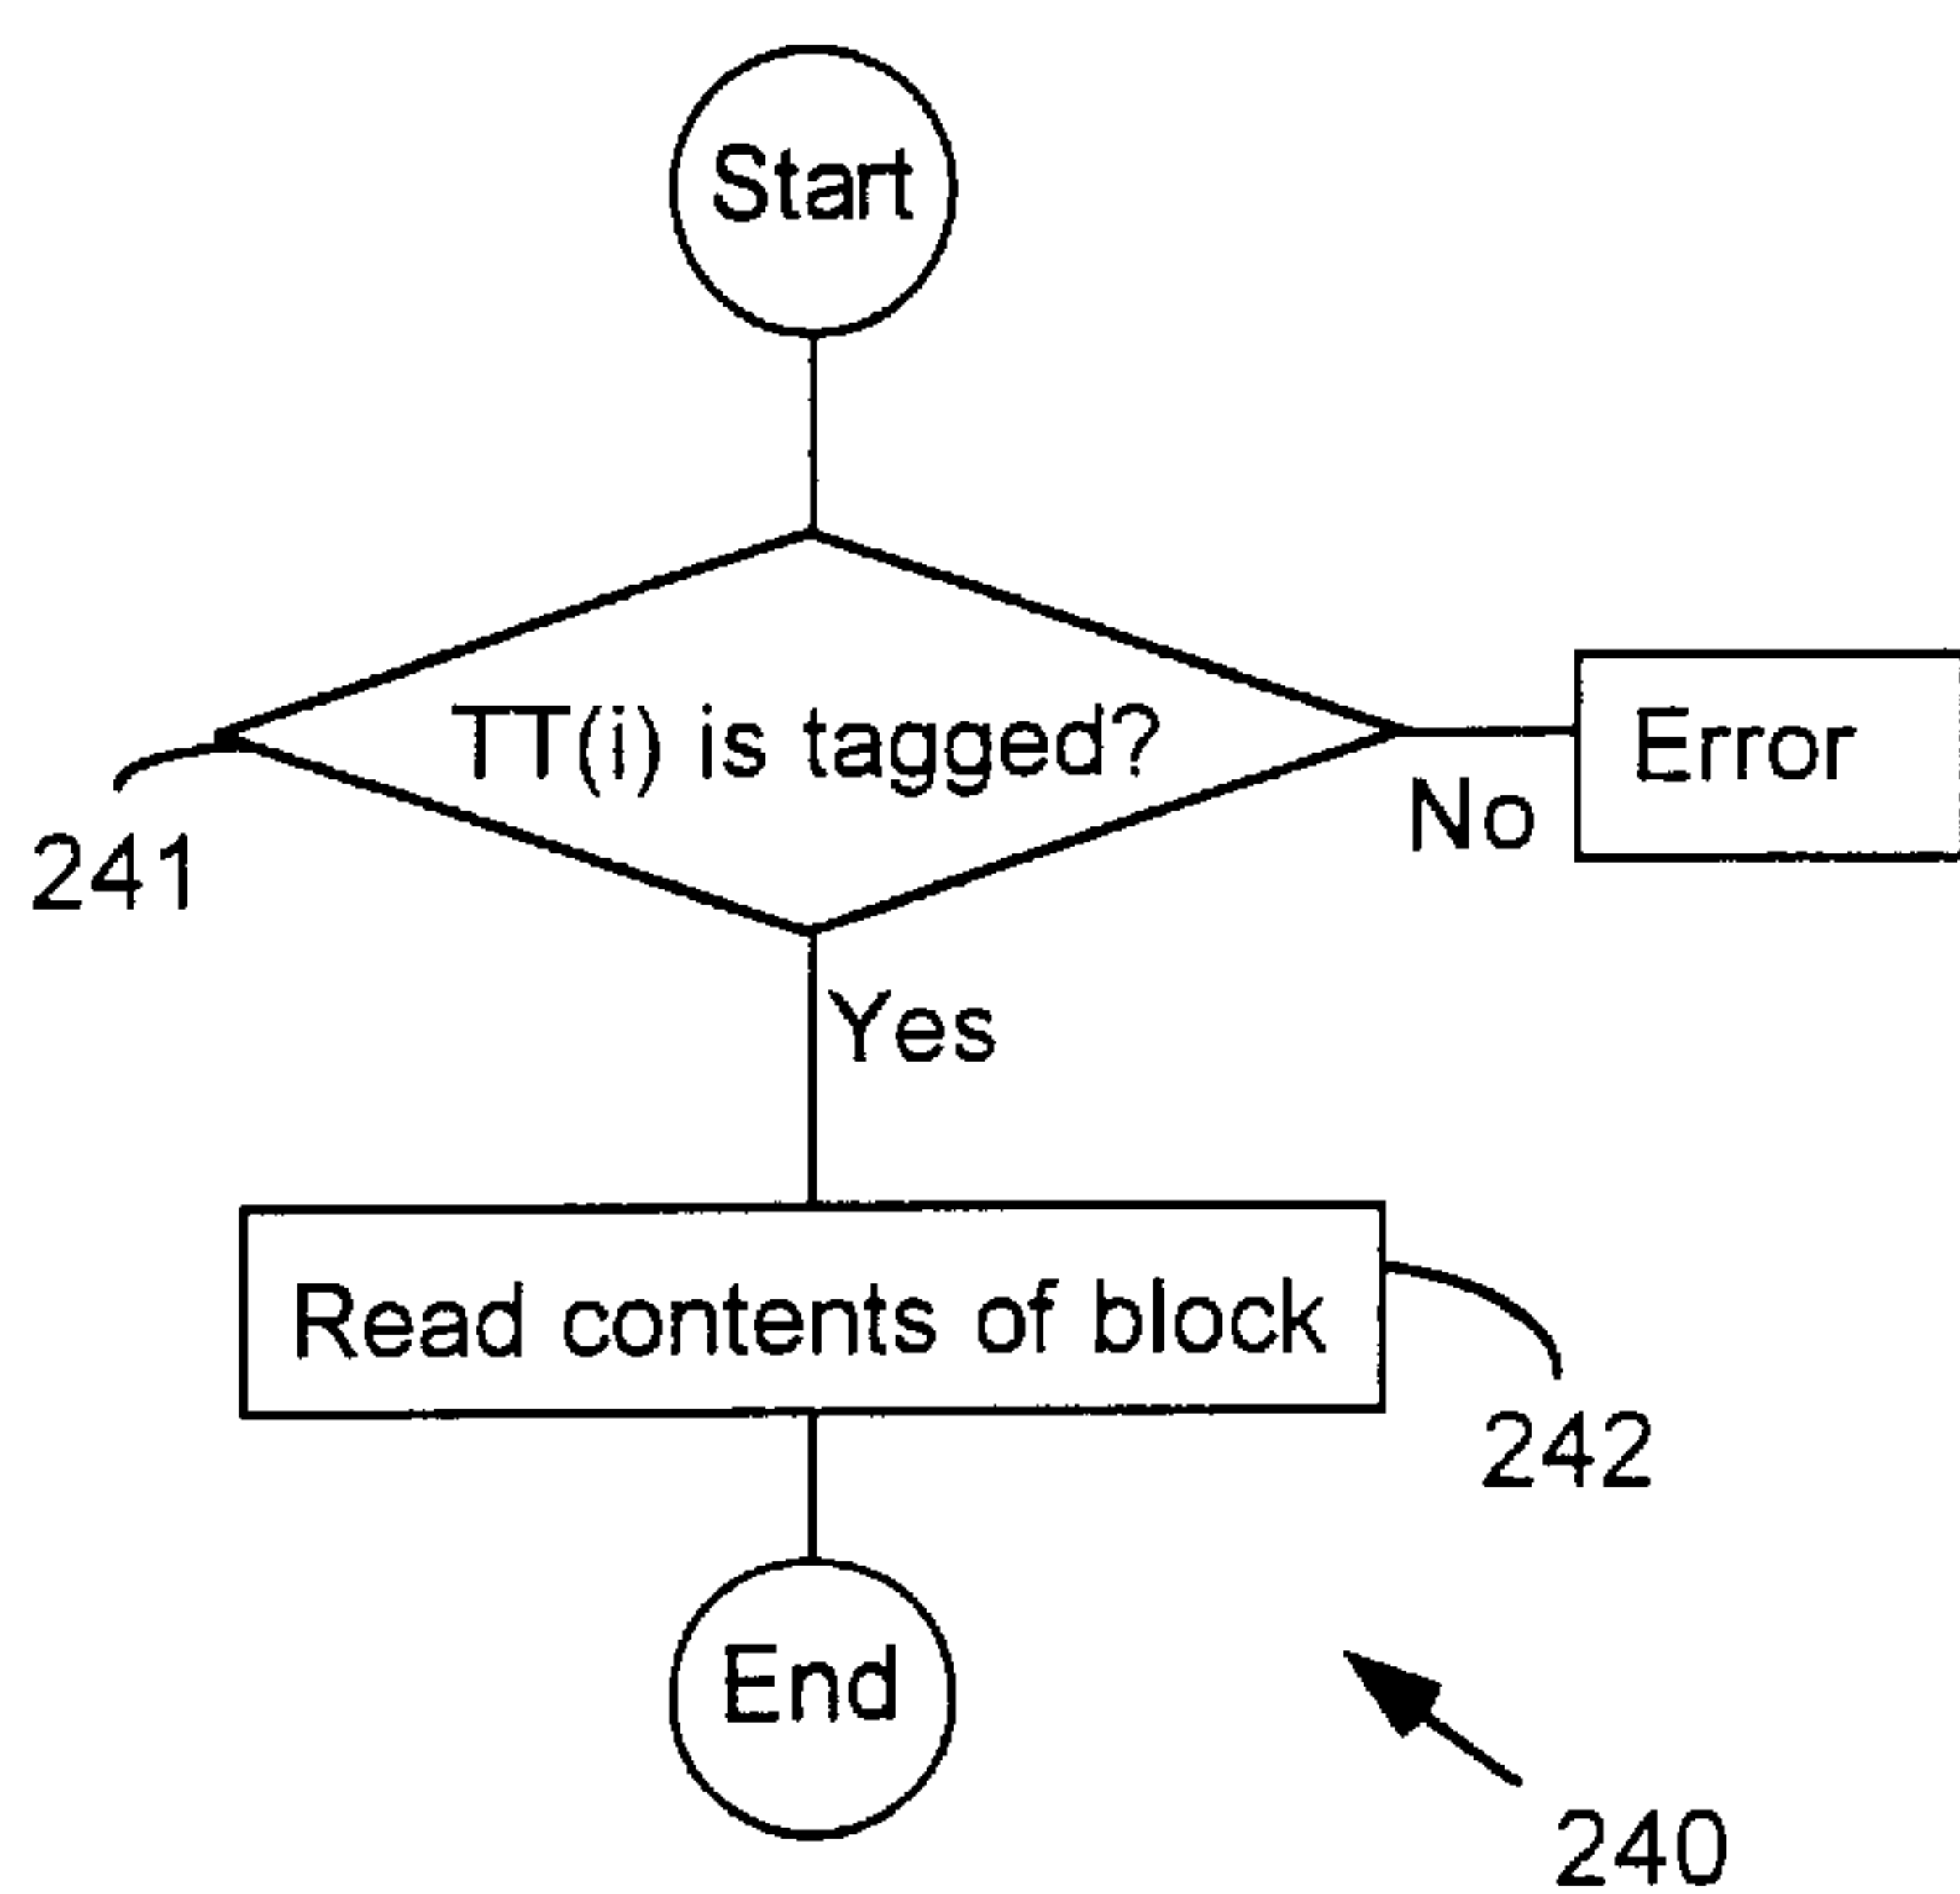 Start
TT(i) is tagged?
Error
No
241
Yes
Read contents of block
242
End
240